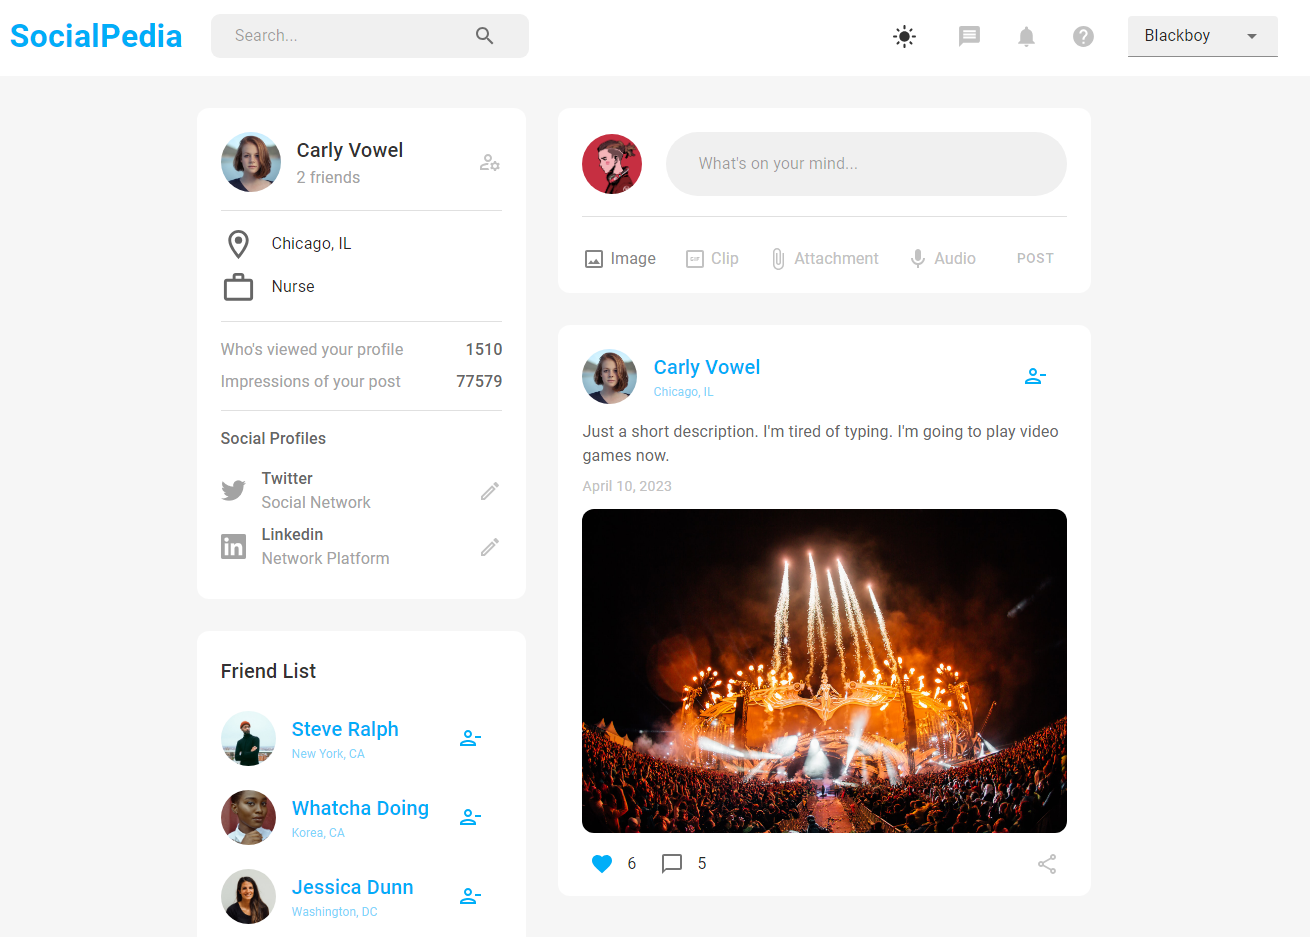 SocialPedia
Search...
Blackboy
Carly Vowel
2 friends
Chicago, IL
Nurse
Who's viewed your profile 1510
Impressions of your post 77579
Social Profiles
Twitter
Social Network
Linkedin
Network Platform
Friend List
Steve Ralph
New York, CA
Whatcha Doing
Korea, CA
Jessica Dunn
Washington, DC
What's on your mind...
Image
GIF
Clip
Attachment
Audio
POST
Carly Vowel
Chicago, IL
Just a short description. I'm tired of typing. I'm going to play video
games now.
April 10, 2023
6
5